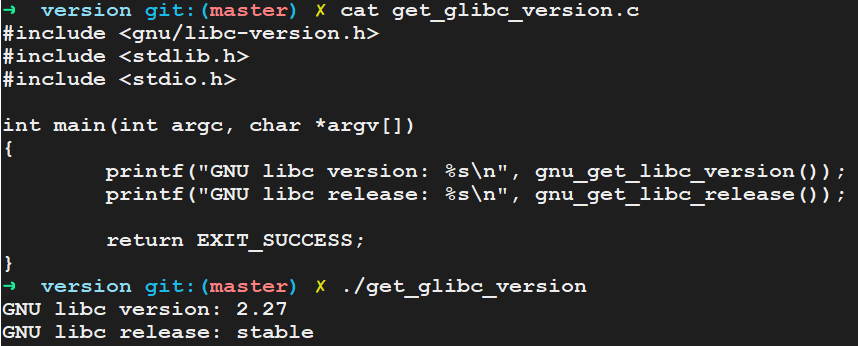 ➜  version git:(master) ✗ cat get_glibc_version.c
#include <gnu/libc-version.h>
#include <stdlib.h>
#include <stdio.h>

int main(int argc, char *argv[])
{
        printf("GNU libc version: %s\n", gnu_get_libc_version());
        printf("GNU libc release: %s\n", gnu_get_libc_release());

        return EXIT_SUCCESS;
}
➜  version git:(master) ✗ ./get_glibc_version
GNU libc version: 2.27
GNU libc release: stable